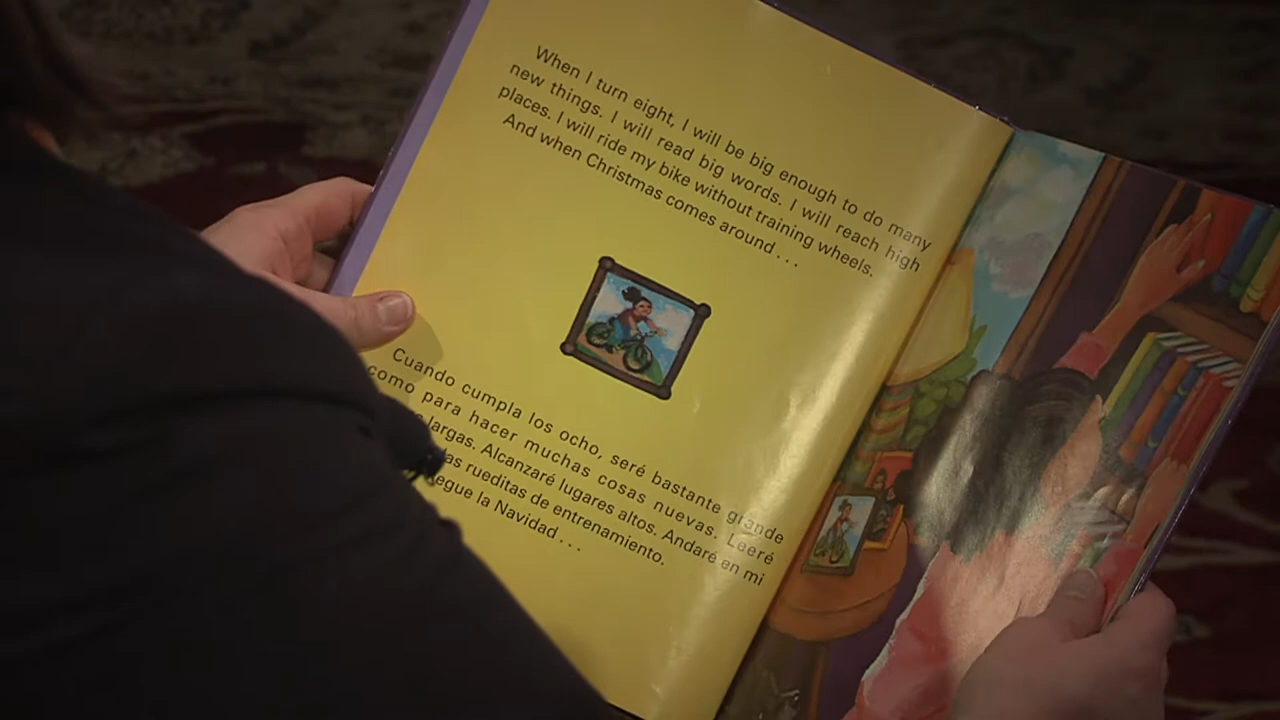 When I turn eight, I will be big enough to do many
new things. I will read big words. I will reach high
places. I will ride my bike without training wheels.
And when Christmas comes around . . .
Cuando cumpla los ocho, seré bastante grande
como para hacer muchas cosas nuevas. Leeré
largas. Alcanzaré lugares altos. Andaré en mi
rueditas de entrenamiento.
la Navidad . . .